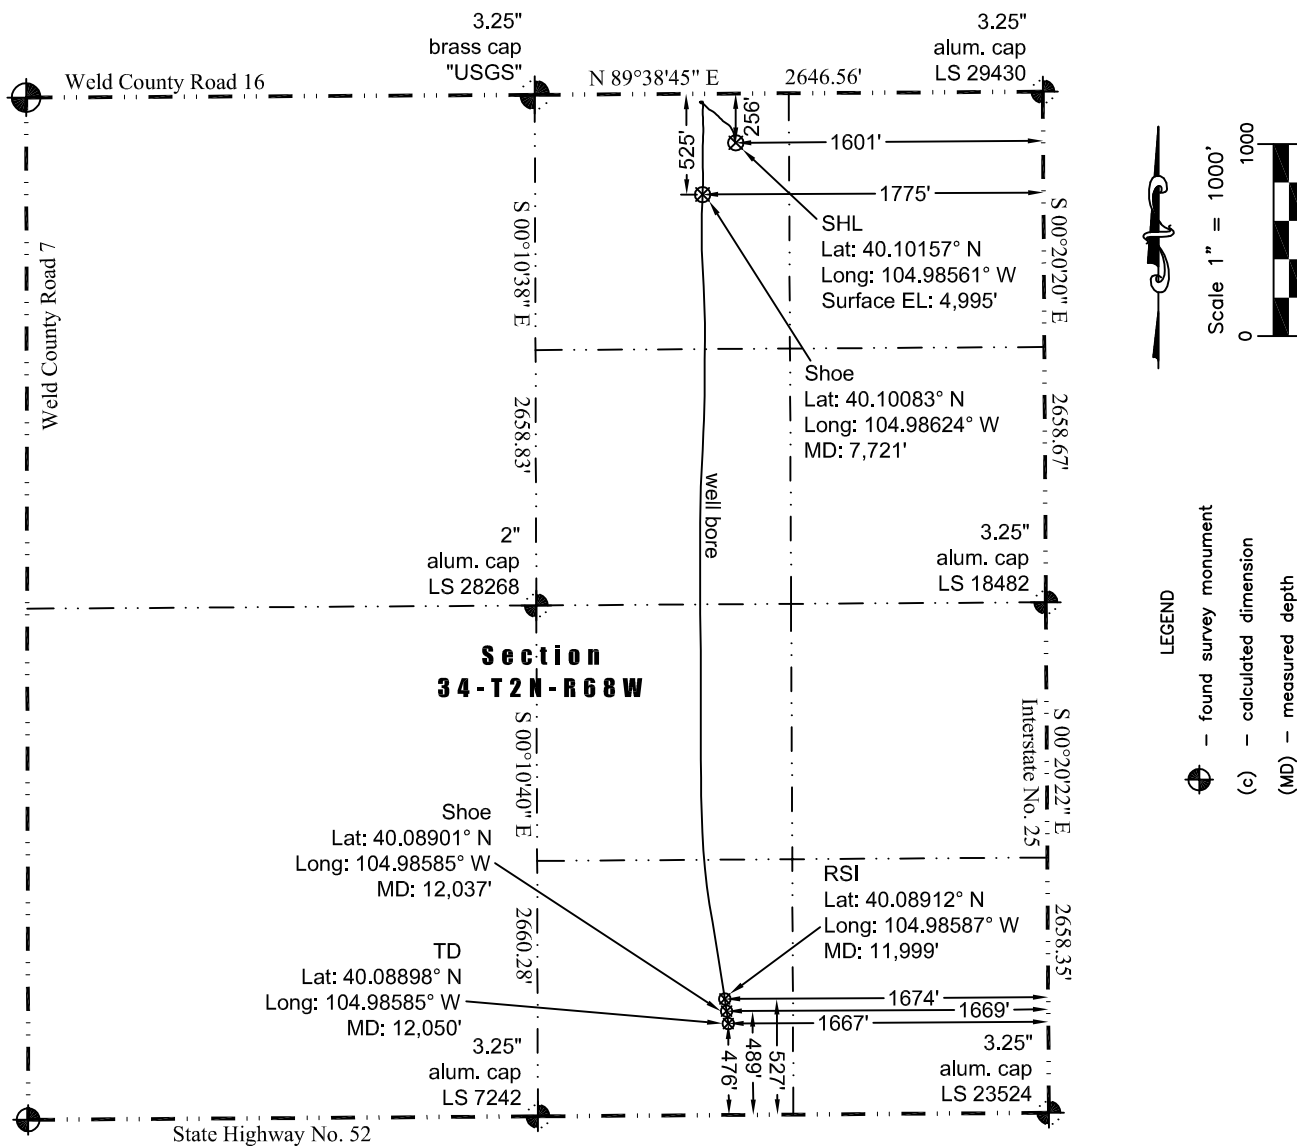 3.25"
brass cap
"USGS"
3.25"
alum. cap
LS 29430
Weld County Road 16
N 89°38'45" E
2646.56'
256'
525'
1601'
1775'
SHL
Lat: 40.10157° N
Long: 104.98561° W
Surface EL: 4,995'
S 00°10'38" E
S 00°20'20" E
Weld County Road 7
Shoe
Lat: 40.10083° N
Long: 104.98624° W
MD: 7,721'
2658.83'
2658.67'
well bore
2"
alum. cap
LS 28268
3.25"
alum. cap
LS 18482
Section
34-T2N-R68W
S 00°10'40" E
S 00°20'22" E
Interstate No. 25
Shoe
Lat: 40.08901° N
Long: 104.98585° W
MD: 12,037'
RSI
Lat: 40.08912° N
Long: 104.98587° W
MD: 11,999'
2660.28'
2658.35'
TD
Lat: 40.08898° N
Long: 104.98585° W
MD: 12,050'
1674'
1669'
1667'
476'
489'
527'
3.25"
alum. cap
LS 7242
3.25"
alum. cap
LS 23524
State Highway No. 52
Scale 1" = 1000'
0
1000
LEGEND
- found survey monument
(c) - calculated dimension
(MD) - measured depth